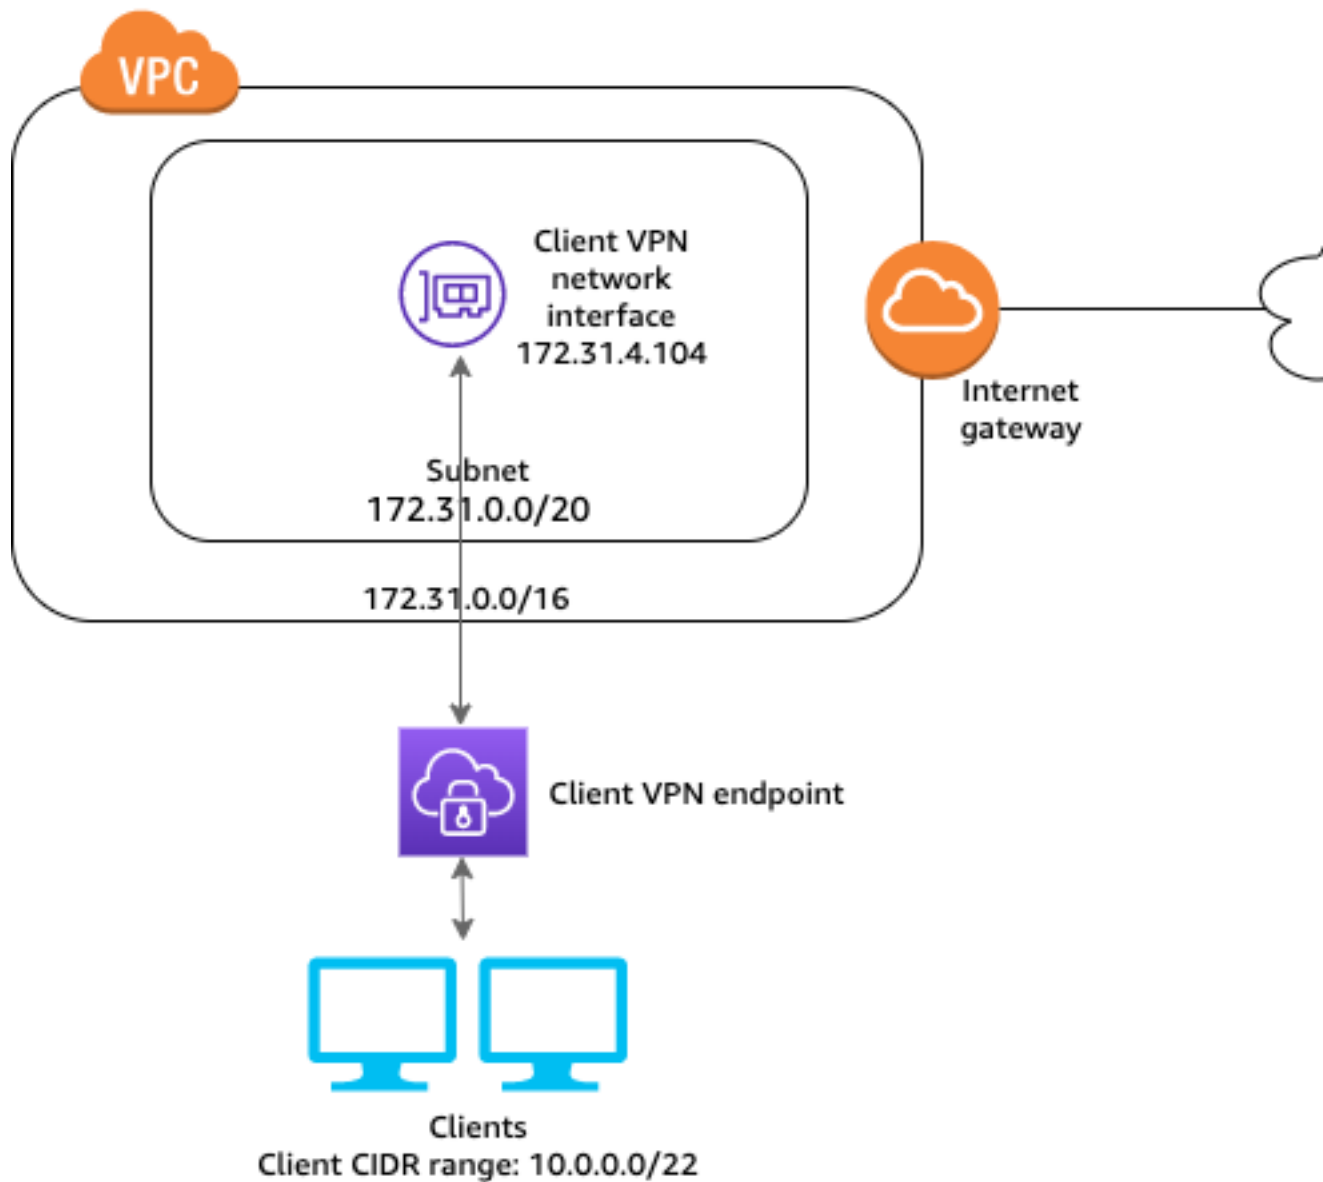 VPC
Client VPN
network
interface
172.31.4.104
Internet
gateway
Subnet
172.31.0.0/20
172.31.0.0/16
Client VPN endpoint
Clients
Client CIDR range: 10.0.0.0/22